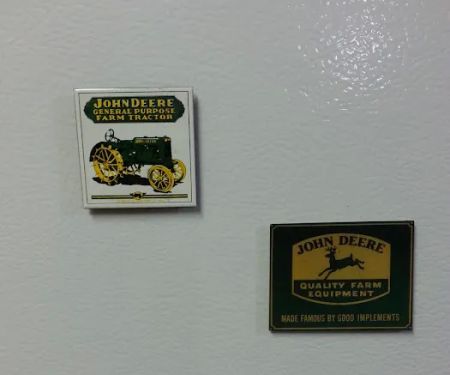 JOHN DEERE
GENERAL PURPOSE
FARM TRACTOR
JOHN DEERE
QUALITY FARM
EQUIPMENT
MADE FAMOUS BY GOOD IMPLEMENTS